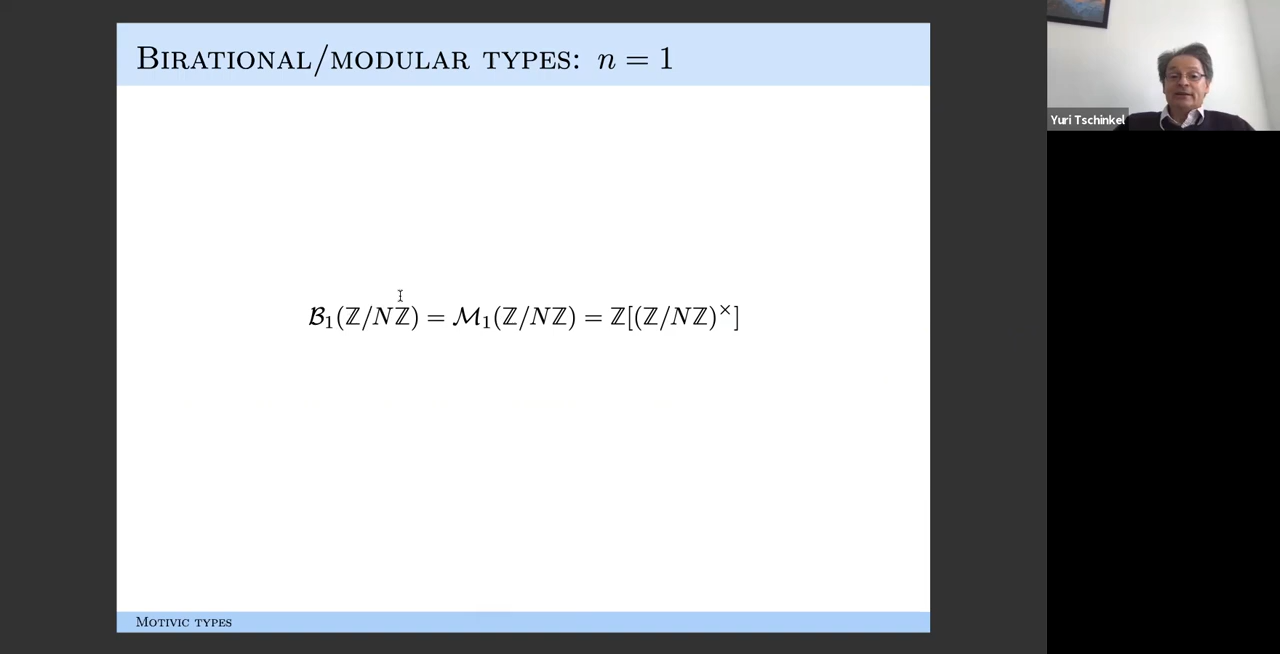 Birational/modular types: n = 1
ℬ₁(ℤ/Nℤ) = ℳ₁(ℤ/Nℤ) = ℤ[(ℤ/Nℤ)^×]
Motivic types
Yuri Tschinkel